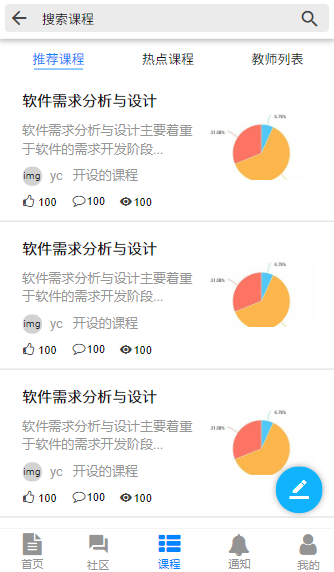 搜索课程
推荐课程 热点课程 教师列表
软件需求分析与设计
软件需求分析与设计主要着重
于软件的需求开发阶段...
img yc 开设的课程
100 100 100
6.76%
31.08%
软件需求分析与设计
软件需求分析与设计主要着重
于软件的需求开发阶段...
img yc 开设的课程
100 100 100
6.76%
31.08%
软件需求分析与设计
软件需求分析与设计主要着重
于软件的需求开发阶段...
img yc 开设的课程
100 100 100
6.76%
31.08%
首页 社区 课程 通知 我的